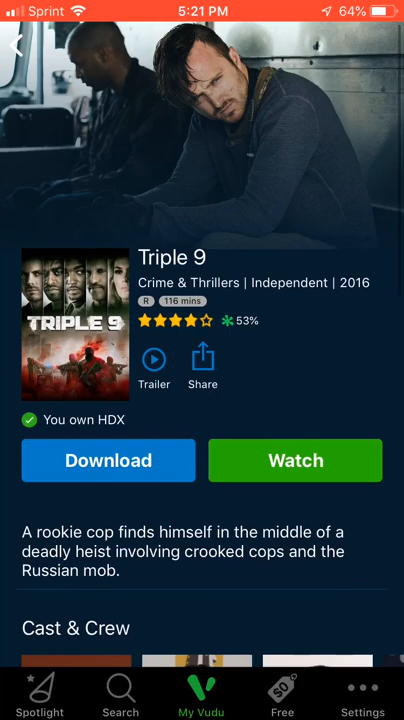 Sprint 5:21 PM 64%
Triple 9
Crime & Thrillers | Independent | 2016
R 116 mins
53%
TRIPLE 9
Trailer Share
You own HDX
Download Watch
A rookie cop finds himself in the middle of a
deadly heist involving crooked cops and the
Russian mob.
Cast & Crew
$0
Spotlight Search My Vudu Free Settings